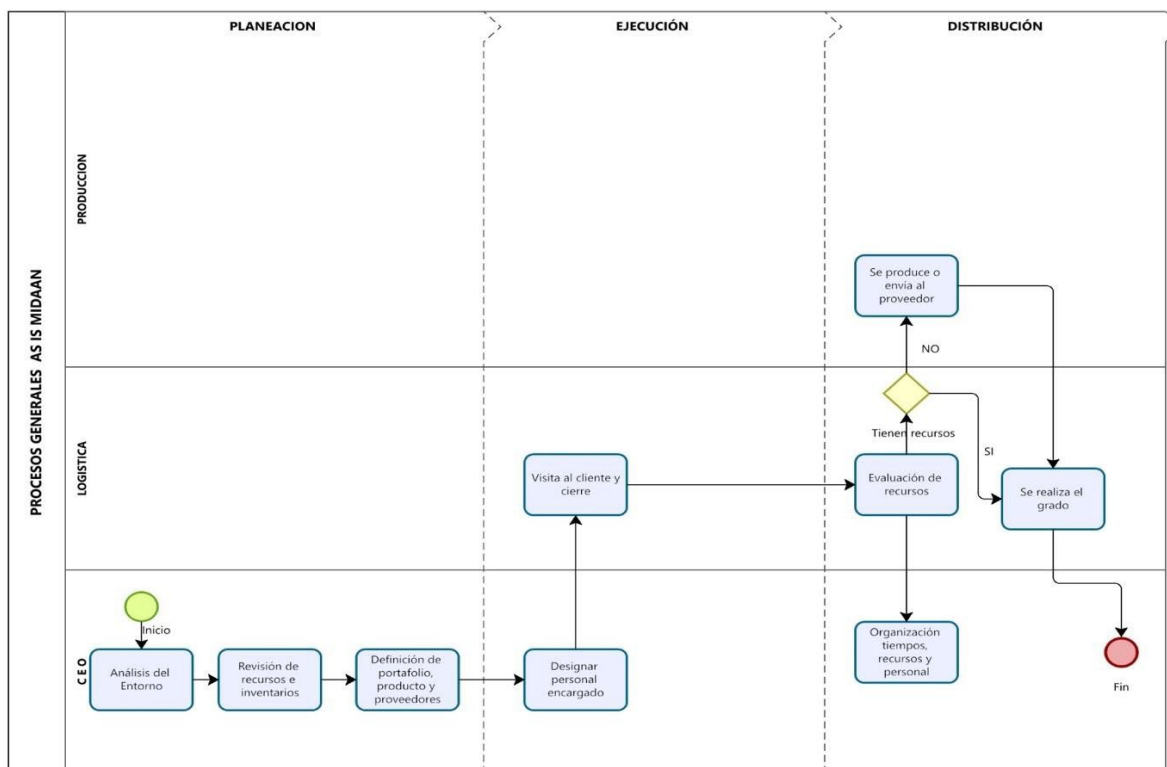 PLANEACION
EJECUCIÓN
DISTRIBUCIÓN
PROCESOS GENERALES AS IS MIDAAN
PRODUCCION
Se produce o
envia al
proveedor
NO
LOGISTICA
Visita al cliente y
cierre
Tienen recursos
SI
Evaluación de
recursos
Se realiza el
grado
C E O
Inicio
Análisis del
Entorno
Revisión de
recursos e
inventarios
Definición de
portafolio,
producto y
proveedores
Designar
personal
encargado
Organización
tiempos,
recursos y
personal
Fin